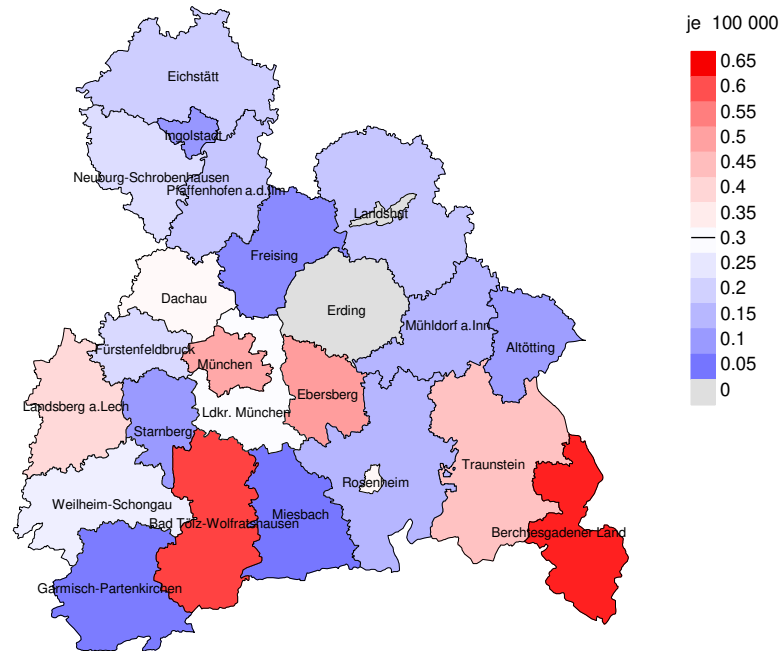 je 100 000
0.65
0.6
0.55
0.5
0.45
0.4
0.35
0.3
0.25
0.2
0.15
0.1
0.05
0
Eichstätt
Ingolstadt
Neuburg-Schrobenhausen
Pfaffenhofen a.d.Ilm
Landshut
Freising
Dachau
Erding
Mühldorf a.Inn
Altötting
Fürstenfeldbruck
München
Ebersberg
Landsberg a.Lech
Ldkr. München
Starnberg
Traunstein
Rosenheim
Weilheim-Schongau
Miesbach
Bad Tölz-Wolfratshausen
Berchtesgadener Land
Garmisch-Partenkirchen